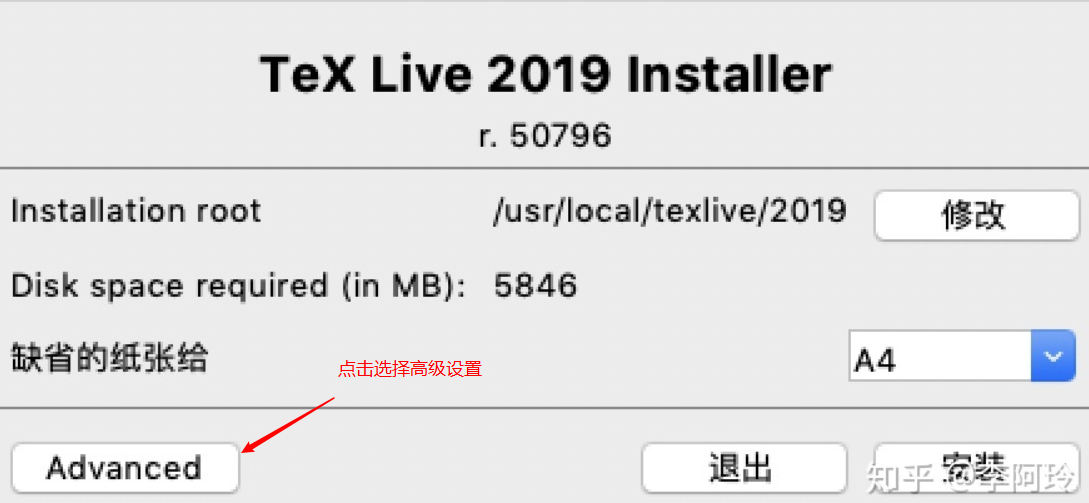 TeX Live 2019 Installer
r. 50796
Installation root /usr/local/texlive/2019 修改
Disk space required (in MB): 5846
缺省的纸张给 A4
点击选择高级设置
Advanced 退出 安装
知乎 @李阿玲